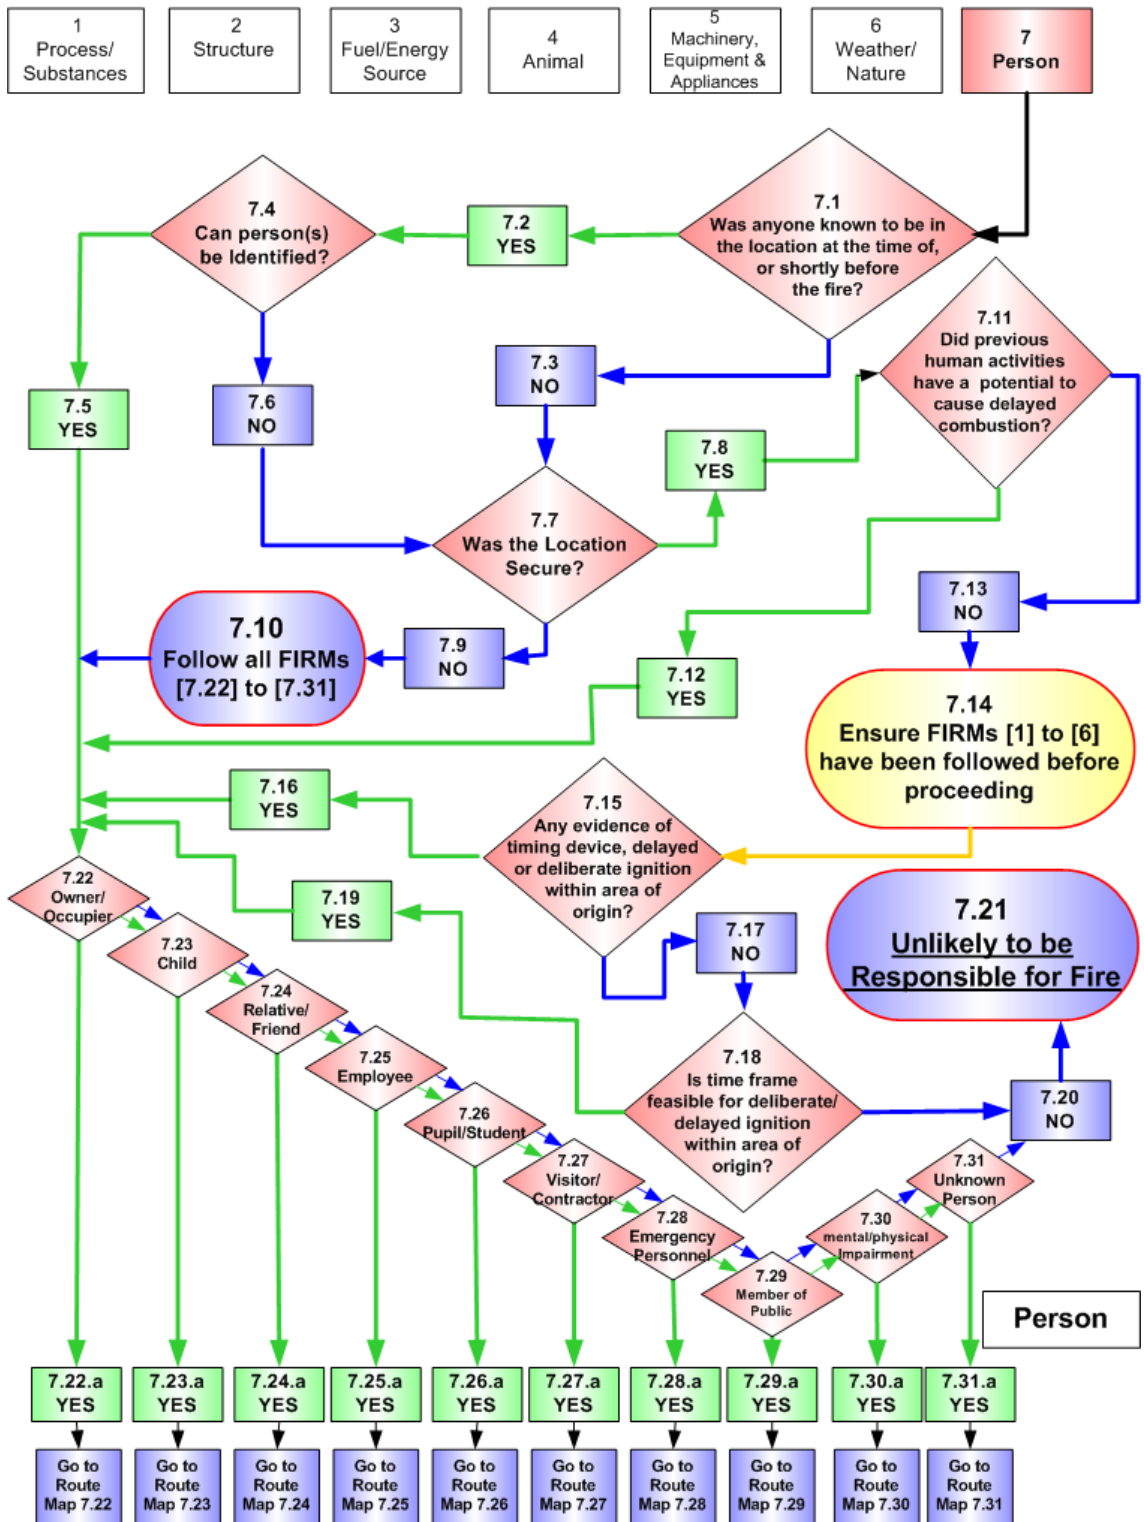 1
Process/
Substances
2
Structure
3
Fuel/Energy
Source
4
Animal
5
Machinery,
Equipment &
Appliances
6
Weather/
Nature
7
Person
7.1
Was anyone known to be in
the location at the time of,
or shortly before
the fire?
7.2
YES
7.4
Can person(s)
be Identified?
7.3
NO
7.5
YES
7.6
NO
7.11
Did previous
human activities
have a potential to
cause delayed
combustion?
7.8
YES
7.7
Was the Location
Secure?
7.13
NO
7.10
Follow all FIRMs
[7.22] to [7.31]
7.9
NO
7.12
YES
7.14
Ensure FIRMs [1] to [6]
have been followed before
proceeding
7.16
YES
7.15
Any evidence of
timing device, delayed
or deliberate ignition
within area of
origin?
7.19
YES
7.17
NO
7.21
Unlikely to be
Responsible for Fire
7.18
Is time frame
feasible for deliberate/
delayed ignition
within area of
origin?
7.20
NO
7.22
Owner/
Occupier
7.23
Child
7.24
Relative/
Friend
7.25
Employee
7.26
Pupil/Student
7.27
Visitor/
Contractor
7.28
Emergency
Personnel
7.29
Member of
Public
7.30
mental/physical
Impairment
7.31
Unknown
Person
Person
7.22.a
YES
7.23.a
YES
7.24.a
YES
7.25.a
YES
7.26.a
YES
7.27.a
YES
7.28.a
YES
7.29.a
YES
7.30.a
YES
7.31.a
YES
Go to
Route
Map 7.22
Go to
Route
Map 7.23
Go to
Route
Map 7.24
Go to
Route
Map 7.25
Go to
Route
Map 7.26
Go to
Route
Map 7.27
Go to
Route
Map 7.28
Go to
Route
Map 7.29
Go to
Route
Map 7.30
Go to
Route
Map 7.31